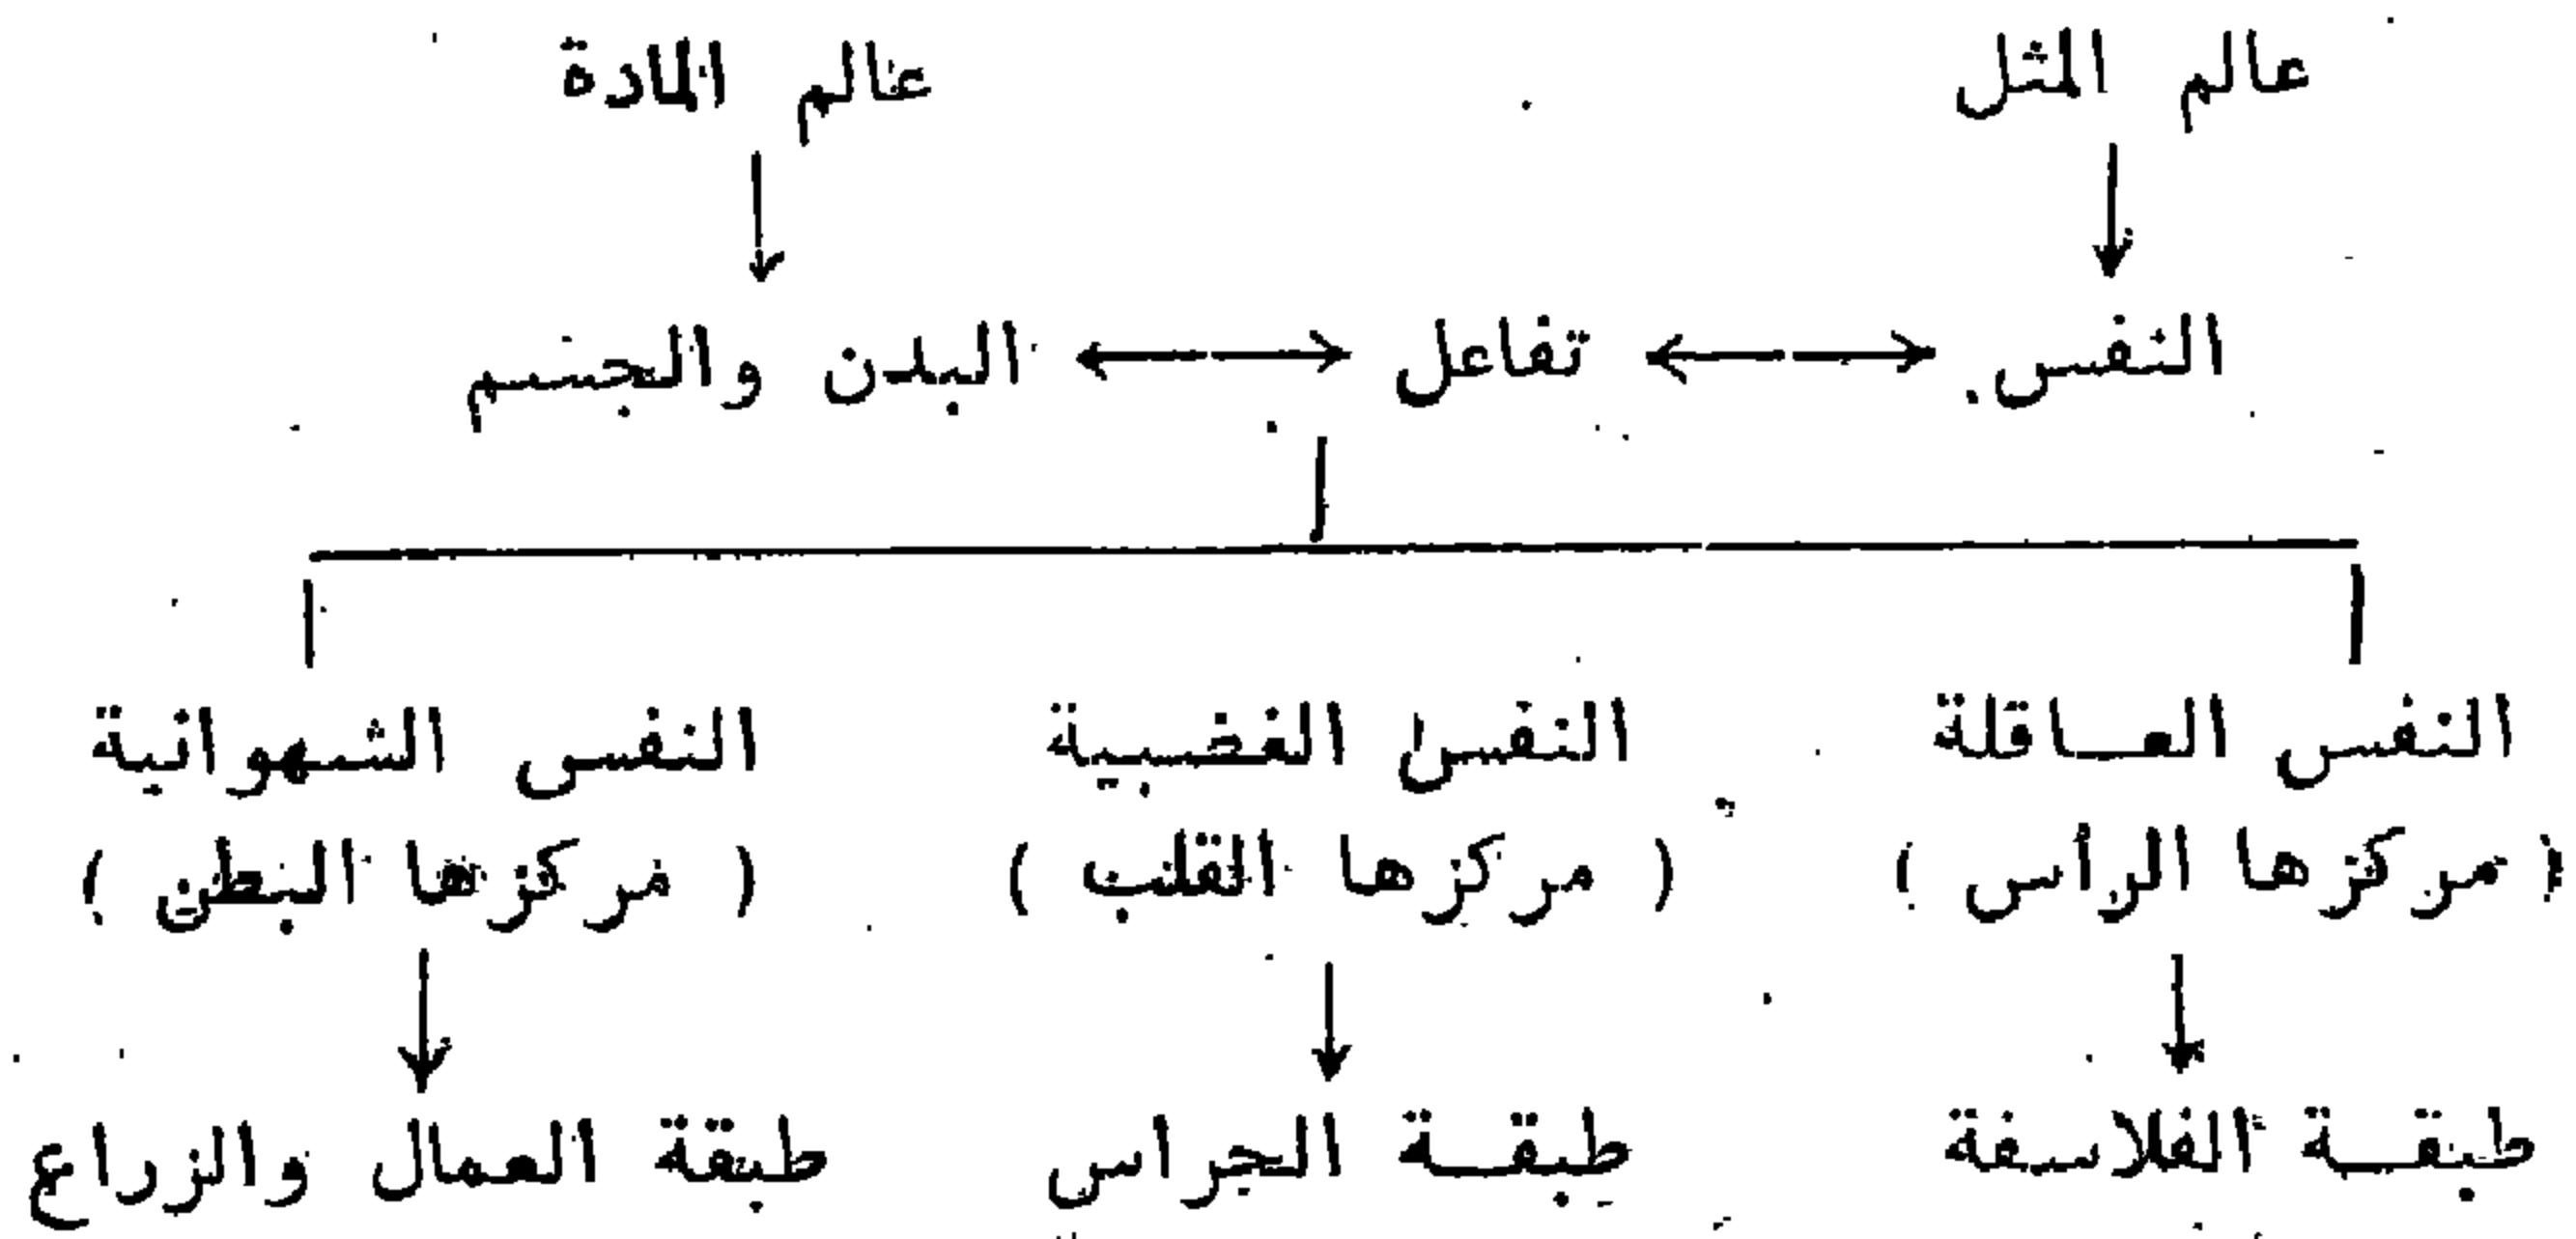 عالم المثل عالم المادة
النفس تفاعل البدن والجسم
النفس العاقلة النفس الغضبية النفس الشهوانية
( مركزها الرأس ) ( مركزها القلب ) ( مركزها البطن )
طبقة الفلاسفة طبقة الحراس طبقة العمال والزراع